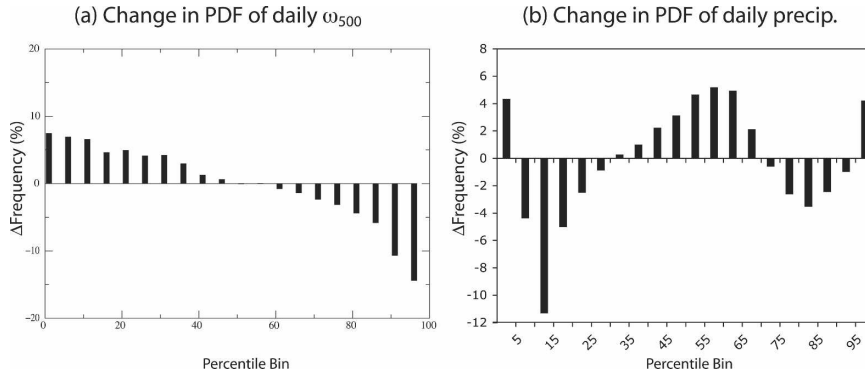 (a) Change in PDF of daily ω500
(b) Change in PDF of daily precip.
20
10
0
−10
−20
ΔFrequency (%)
0 20 40 60 80 100
Percentile Bin
8
6
4
2
0
-2
-4
-6
-8
-10
-12
ΔFrequency (%)
5 15 25 35 45 55 65 75 85 95
Percentile Bin